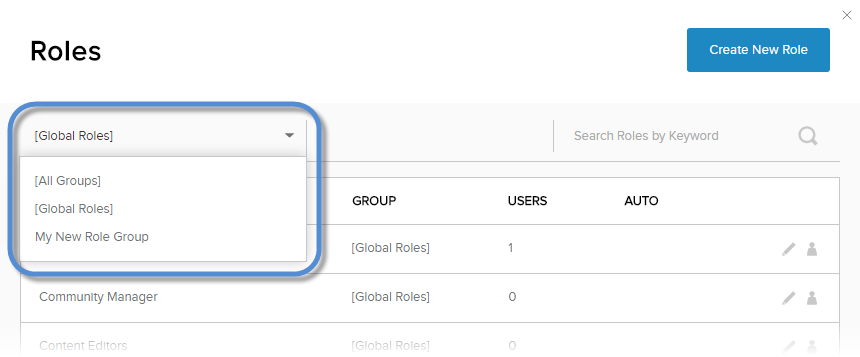 Roles
Create New Role
[Global Roles]
Search Roles by Keyword
[All Groups]
[Global Roles]
My New Role Group
GROUP USERS AUTO
[Global Roles] 1
Community Manager [Global Roles] 0
Content Editors [Global Roles] 0